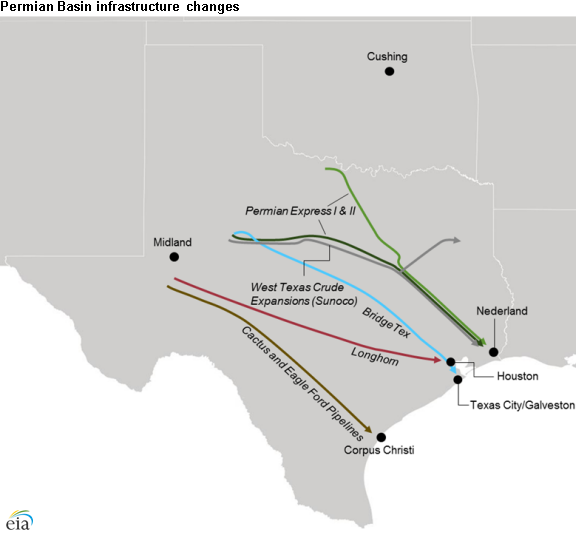 Permian Basin infrastructure changes
Cushing
Permian Express I & II
Midland
West Texas Crude
Expansions (Sunoco)
BridgeTex
Nederland
Longhorn
Houston
Cactus and Eagle Ford Pipelines
Texas City/Galveston
Corpus Christi
eia